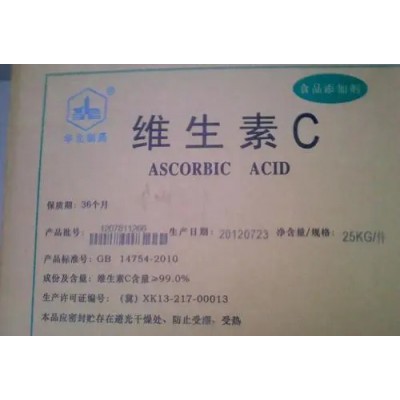 食品添加剂
华北制药
维生素C
ASCORBIC ACID
保质期: 36个月
产品批号: 生产日期: 20120723 净含量/规格: 25KG/件
产品标准号: GB 14754-2010
成份及含量: 维生素C含量≥99.0%
生产许可证编号: (冀) XK13-217-00013
本品应密封贮存在避光干燥处、防止受潮、受热